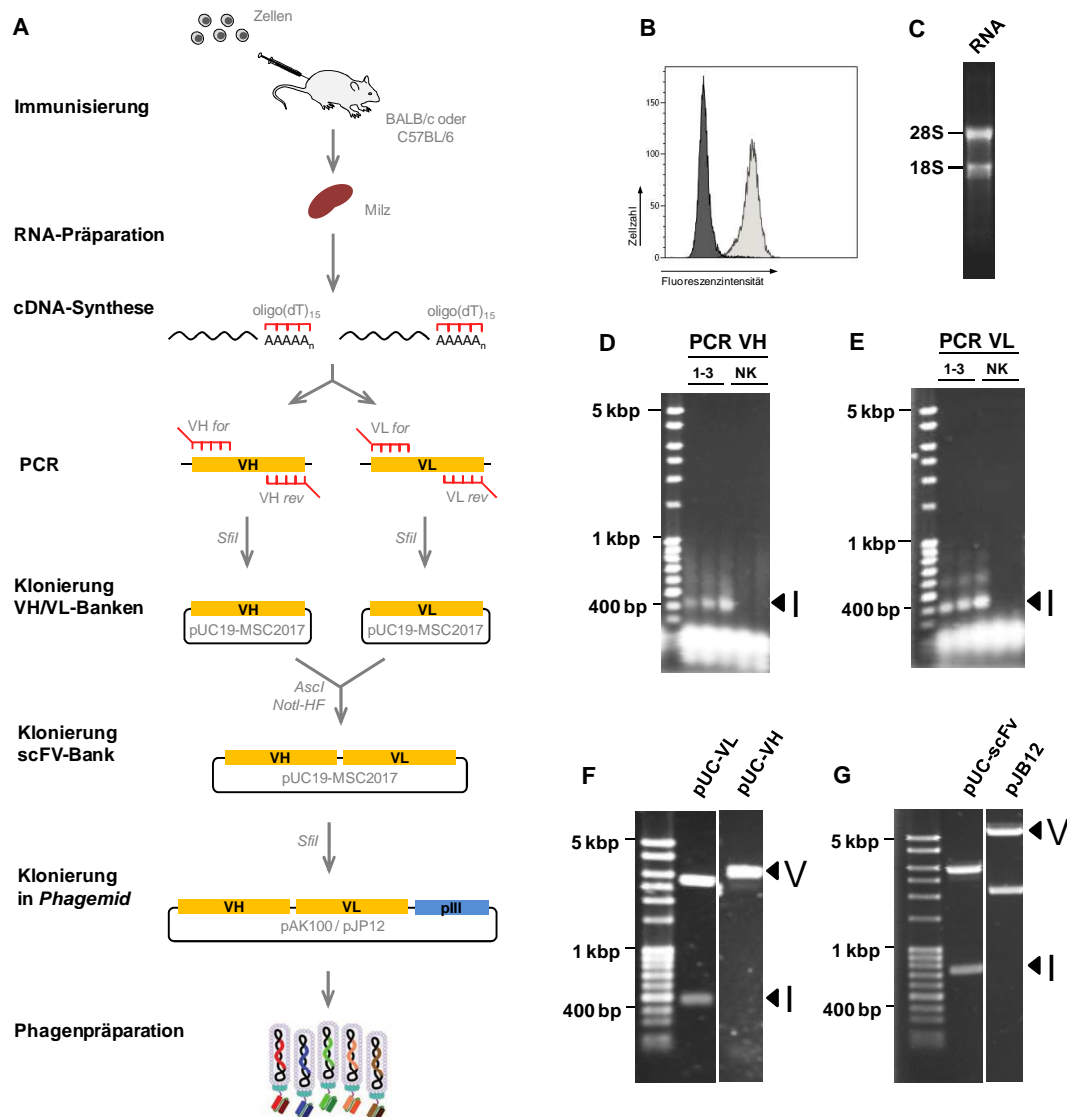 A
Zellen
Immunisierung
BALB/c oder
C57BL/6
Milz
RNA-Präparation
cDNA-Synthese
oligo(dT)15
oligo(dT)15
AAAAAn
AAAAAn
VH for
VL for
PCR
VH
VL
VH rev
VL rev
SfiI
SfiI
Klonierung
VH/VL-Banken
VH
VL
pUC19-MSC2017
pUC19-MSC2017
AscI
NotI-HF
Klonierung
scFV-Bank
VH
VL
pUC19-MSC2017
SfiI
Klonierung
in Phagemid
VH
VL
pIII
pAK100 / pJP12
Phagenpräparation
B
150
100
50
0
Zellzahl
Fluoreszenzintensität
C
RNA
28S
18S
D
PCR VH
1-3
NK
5 kbp
1 kbp
400 bp
I
E
PCR VL
1-3
NK
5 kbp
1 kbp
400 bp
I
F
pUC-VL
pUC-VH
5 kbp
V
1 kbp
I
400 bp
G
pUC-scFv
pJB12
5 kbp
V
1 kbp
I
400 bp